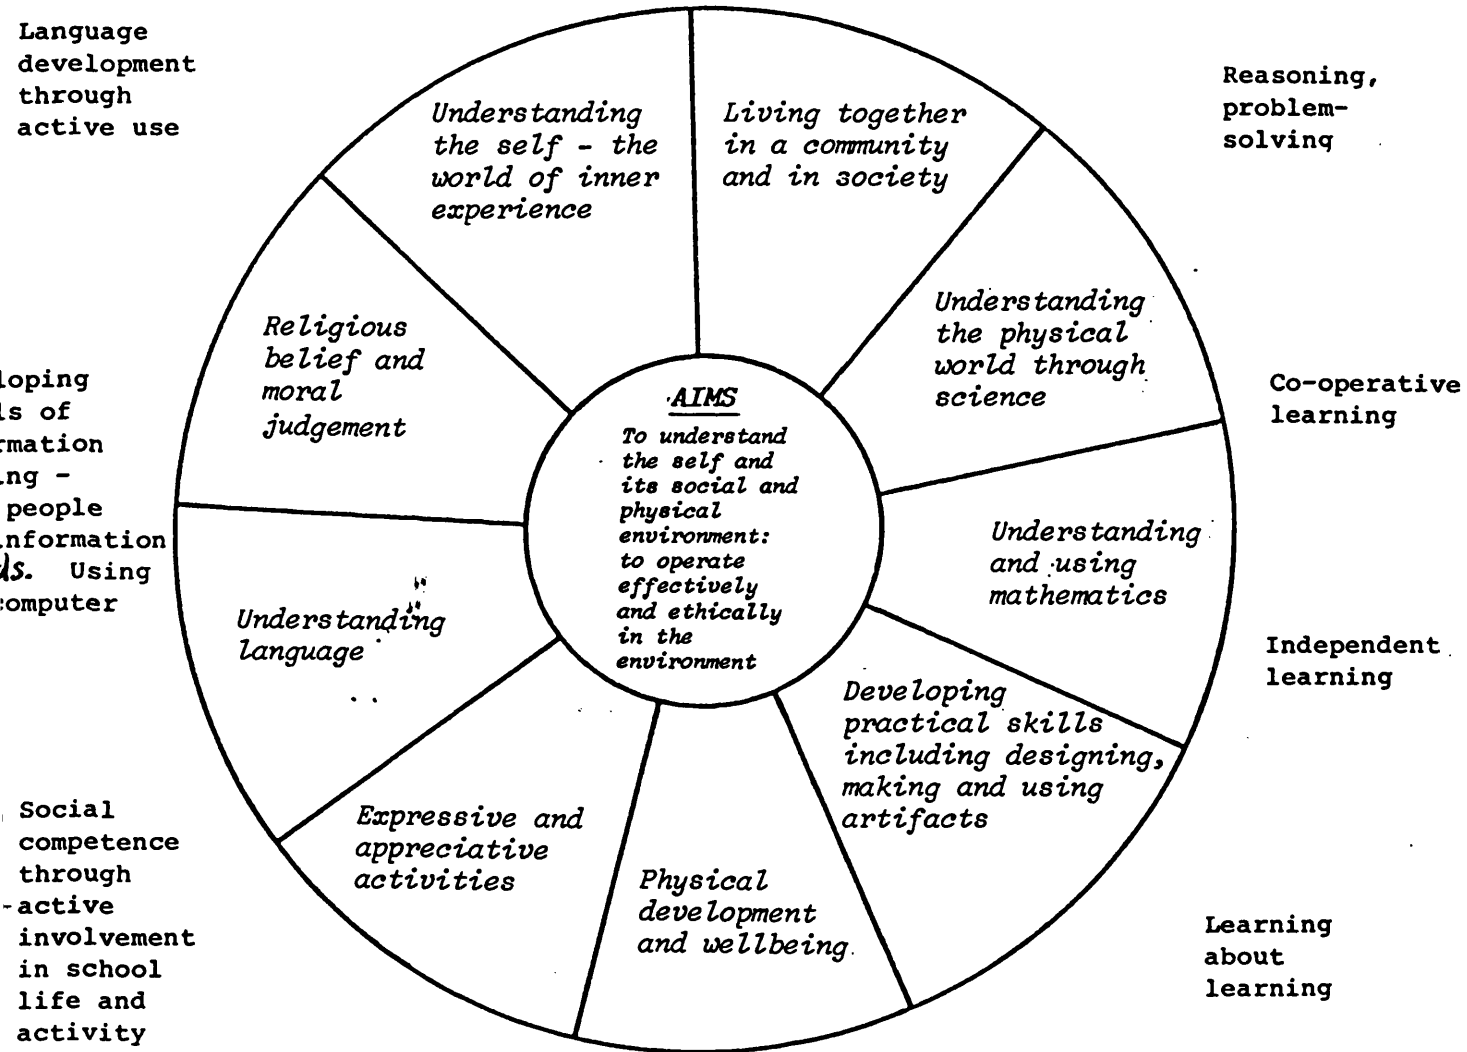 Language
development
through
active use
Reasoning,
problem-
solving
Understanding
the self - the
world of inner
experience
Living together
in a community
and in society
Religious
belief and
moral
judgement
Understanding
the physical
world through
science
loping
ls of
rmation
ing -
people
information
ds. Using
computer
Co-operative
learning
AIMS
To understand
the self and
its social and
physical
environment:
to operate
effectively
and ethically
in the
environment
Understanding
and using
mathematics
Understanding
language
Independent
learning
Developing
practical skills
including designing,
making and using
artifacts
Expressive and
appreciative
activities
Physical
development
and wellbeing
Social
competence
through
active
involvement
in school
life and
activity
Learning
about
learning